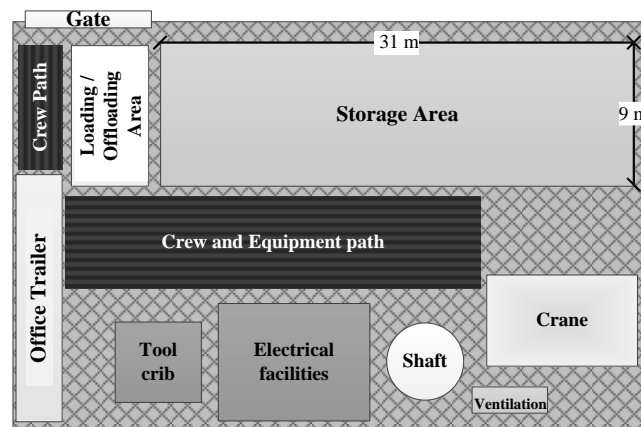 Gate
31 m
Crew Path
Loading /
Offloading
Area
Storage Area
9 m
Crew and Equipment path
Office Trailer
Crane
Tool
crib
Electrical
facilities
Shaft
Ventilation